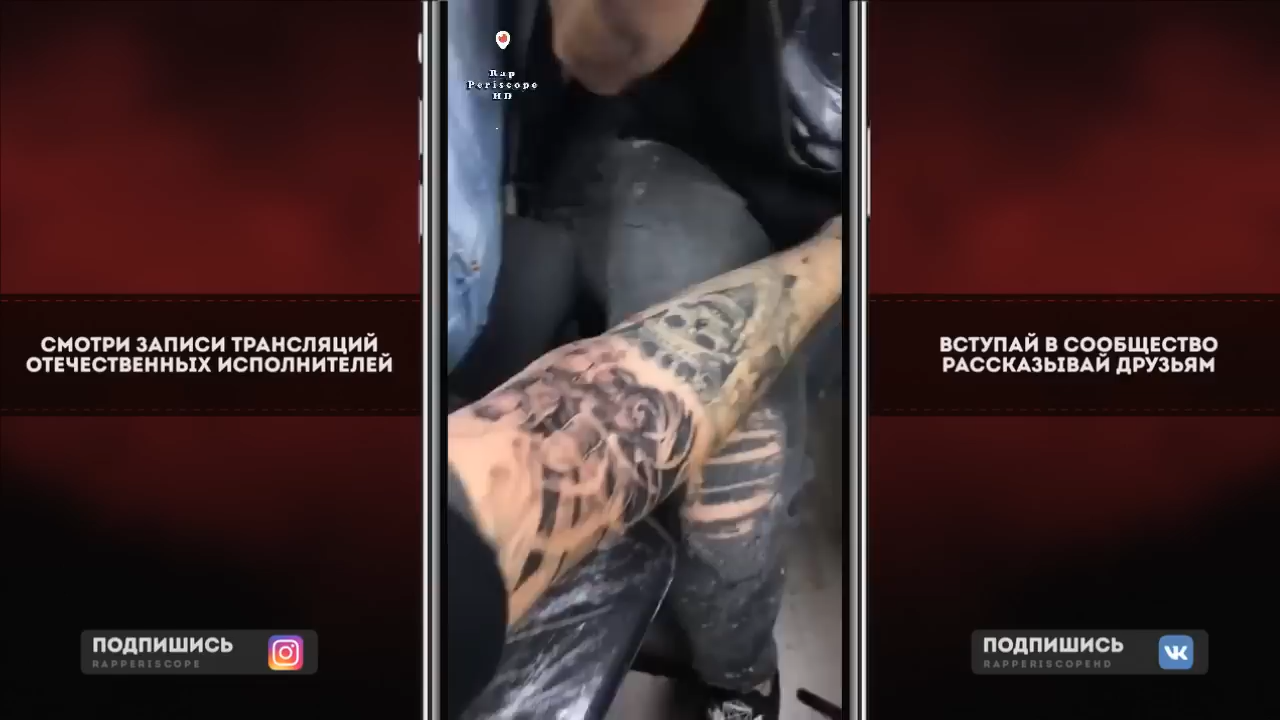 Rap
Periscope
HD
СМОТРИ ЗАПИСИ ТРАНСЛЯЦИЙ
ОТЕЧЕСТВЕННЫХ ИСПОЛНИТЕЛЕЙ
ВСТУПАЙ В СООБЩЕСТВО
РАССКАЗЫВАЙ ДРУЗЬЯМ
ПОДПИШИСЬ
RAPPERISCOPE
ПОДПИШИСЬ
RAPPERISCOPEHD